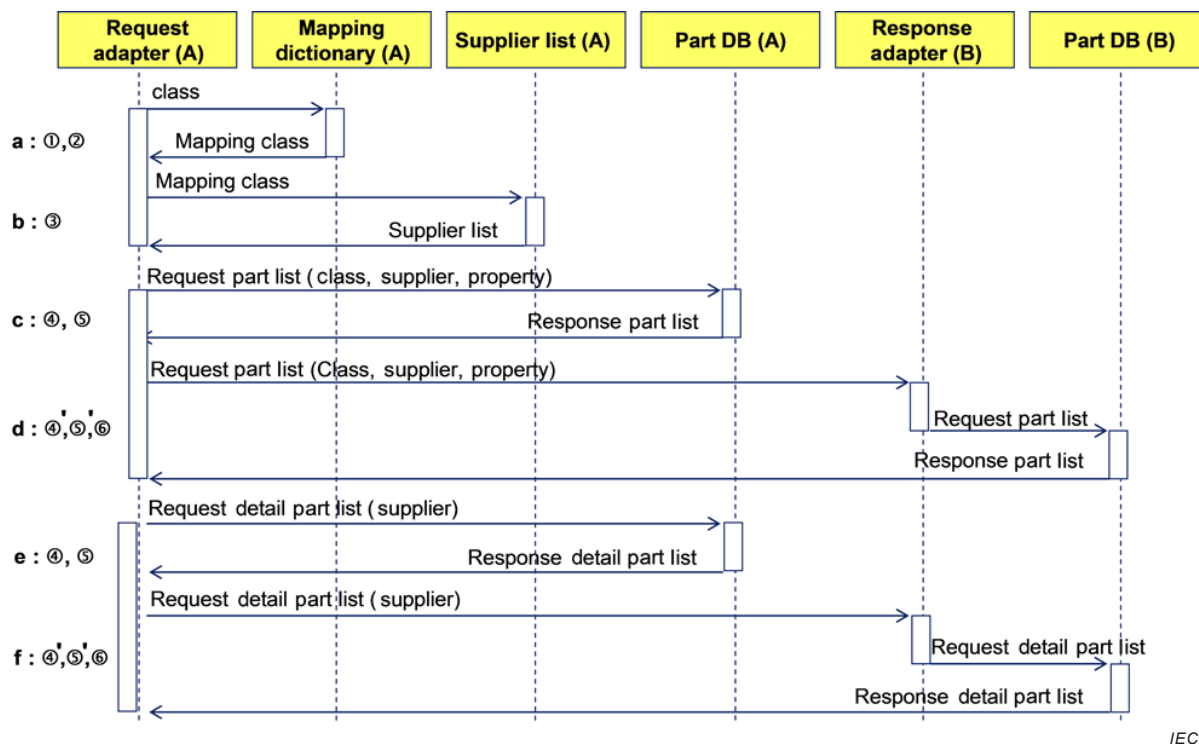 Request
adapter (A)
Mapping
dictionary (A)
Supplier list (A)
Part DB (A)
Response
adapter (B)
Part DB (B)
class
a : ①,②
Mapping class
Mapping class
b : ③
Supplier list
Request part list ( class, supplier, property)
c : ④, ⑤
Response part list
Request part list (Class, supplier, property)
d : ④',⑤',⑥
Request part list
Response part list
Request detail part list ( supplier)
e : ④, ⑤
Response detail part list
Request detail part list ( supplier)
f : ④',⑤',⑥
Request detail part list
Response detail part list
IEC